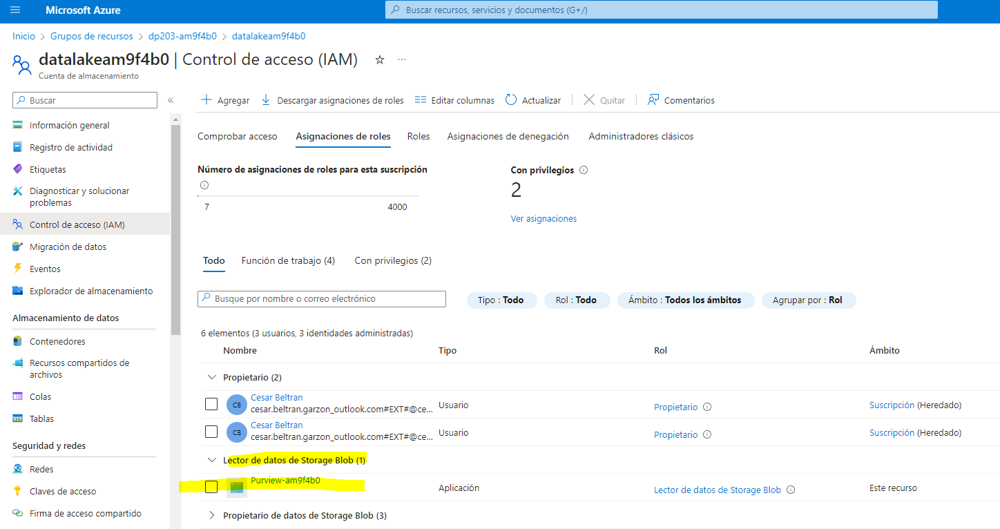 Microsoft Azure
Buscar recursos, servicios y documentos (G+/)
Inicio > Grupos de recursos > dp203-am9f4b0 > datalakeam9f4b0
datalakeam9f4b0 | Control de acceso (IAM)
Cuenta de almacenamiento
Buscar
Información general
Registro de actividad
Etiquetas
Diagnosticar y solucionar
problemas
Control de acceso (IAM)
Migración de datos
Eventos
Explorador de almacenamiento
Almacenamiento de datos
Contenedores
Recursos compartidos de
archivos
Colas
Tablas
Seguridad y redes
Redes
Claves de acceso
Firma de acceso compartido
Agregar Descargar asignaciones de roles Editar columnas Actualizar Quitar Comentarios
Comprobar acceso Asignaciones de roles Roles Asignaciones de denegación Administradores clásicos
Número de asignaciones de roles para esta suscripción
7 4000
Con privilegios
2
Ver asignaciones
Todo Función de trabajo (4) Con privilegios (2)
Busque por nombre o correo electrónico
Tipo : Todo Rol : Todo Ámbito : Todos los ámbitos Agrupar por : Rol
6 elementos (3 usuarios, 3 identidades administradas)
Nombre Tipo Rol Ámbito
Propietario (2)
CB Cesar Beltran
cesar.beltran.garzon_outlook.com#EXT#@ce... Usuario Propietario Suscripción (Heredado)
CB Cesar Beltran
cesar.beltran.garzon_outlook.com#EXT#@ce... Usuario Propietario Suscripción (Heredado)
Lector de datos de Storage Blob (1)
Purview-am9f4b0 Aplicación Lector de datos de Storage Blob Este recurso
Propietario de datos de Storage Blob (3)